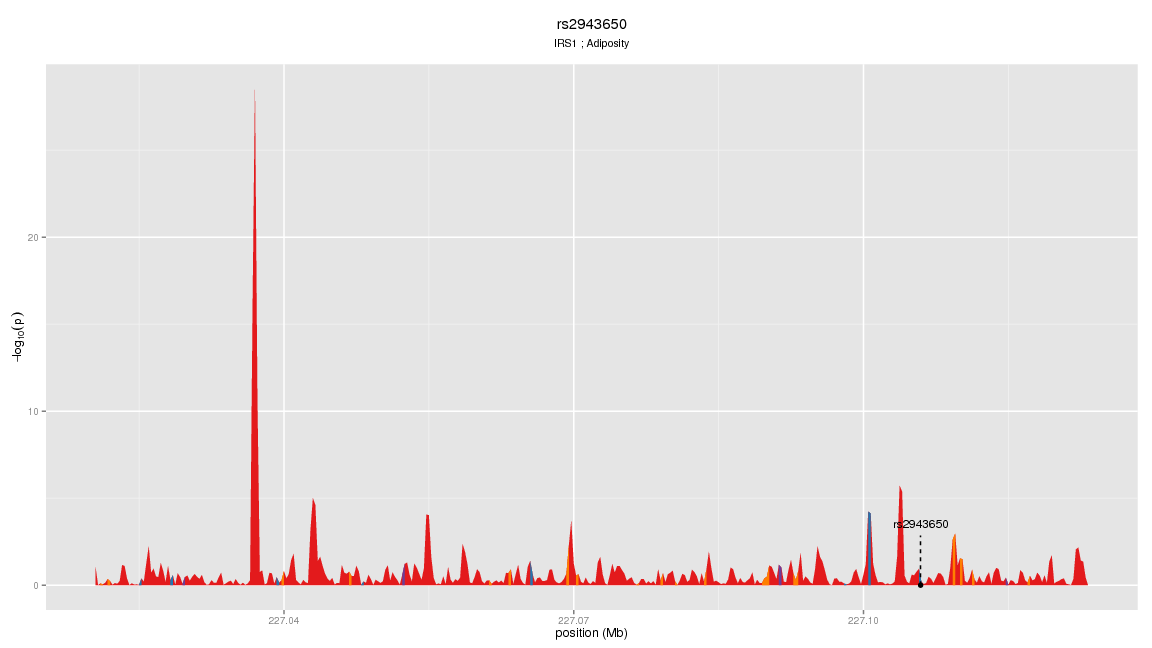 rs2943650
IRS1 ; Adiposity
−log10(p)
20
10
0
rs2943650
227.04
227.07
227.10
position (Mb)